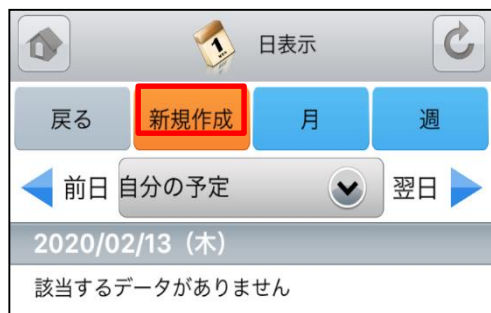 1
日表示
戻る 新規作成 月 週
前日 自分の予定 翌日
2020/02/13（木）
該当するデータがありません